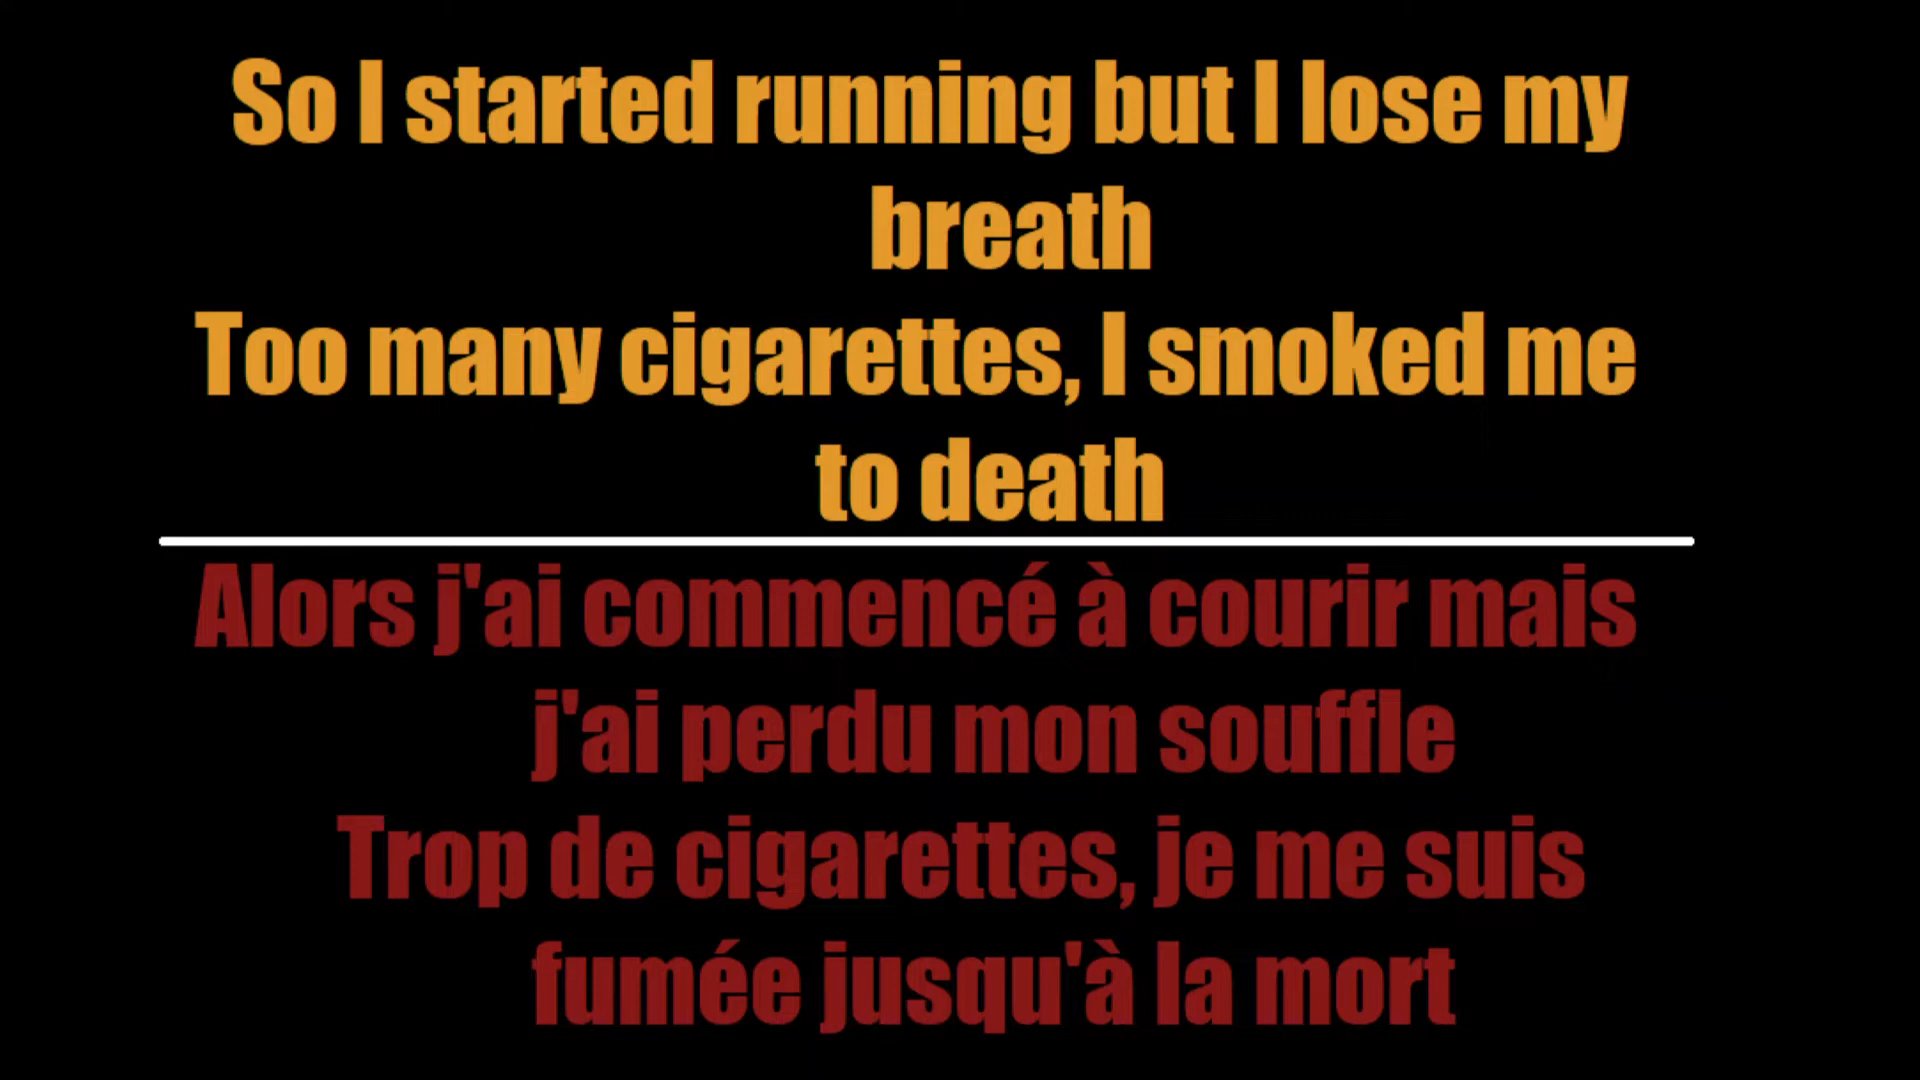 So I started running but I lose my
breath
Too many cigarettes, I smoked me
to death
Alors j'ai commencé à courir mais
j'ai perdu mon souffle
Trop de cigarettes, je me suis
fumée jusqu'à la mort